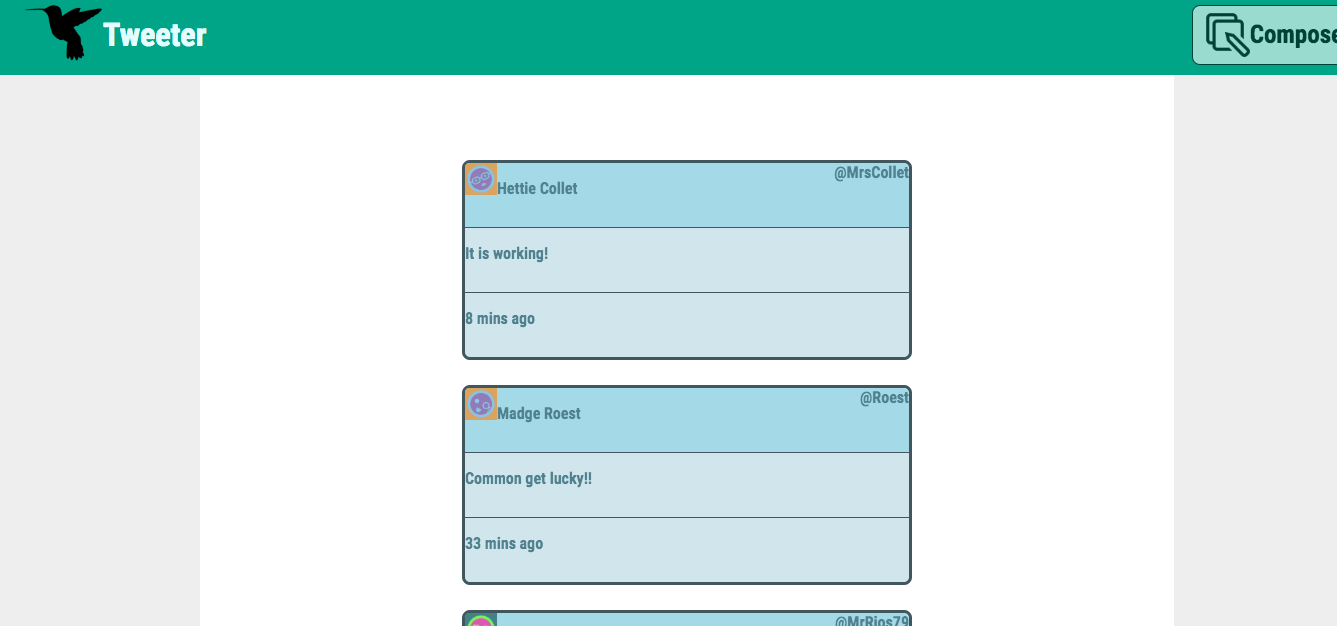 Tweeter
Compose
@MrsCollet
Hettie Collet
It is working!
8 mins ago
@Roest
Madge Roest
Common get lucky!!
33 mins ago
@MrRios79